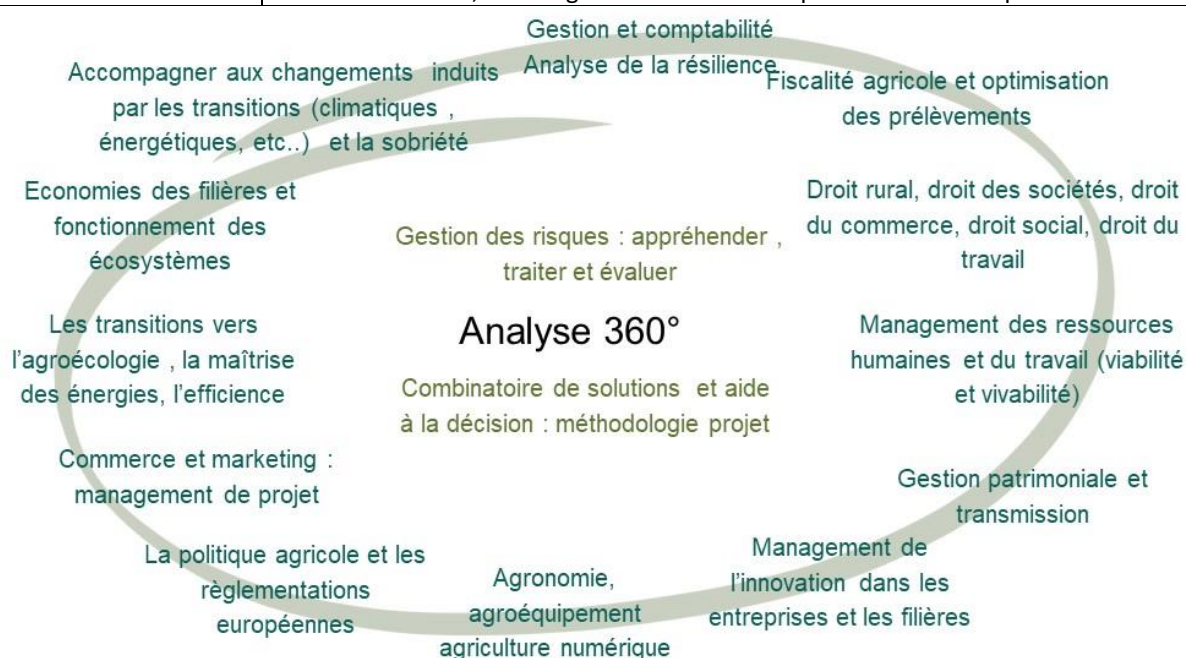 Gestion et comptabilité
Analyse de la résilience
Accompagner aux changements induits
par les transitions (climatiques ,
énergétiques, etc..) et la sobriété
Fiscalité agricole et optimisation
des prélèvements
Economies des filières et
fonctionnement des
écosystèmes
Droit rural, droit des sociétés, droit
du commerce, droit social, droit du
travail
Gestion des risques : appréhender ,
traiter et évaluer
Analyse 360°
Les transitions vers
l'agroécologie , la maîtrise
des énergies, l'efficience
Management des ressources
humaines et du travail (viabilité
et vivabilité)
Combinatoire de solutions et aide
à la décision : méthodologie projet
Commerce et marketing :
management de projet
Gestion patrimoniale et
transmission
La politique agricole et les
règlementations
européennes
Agronomie,
agroéquipement
agriculture numérique
Management de
l'innovation dans les
entreprises et les filières